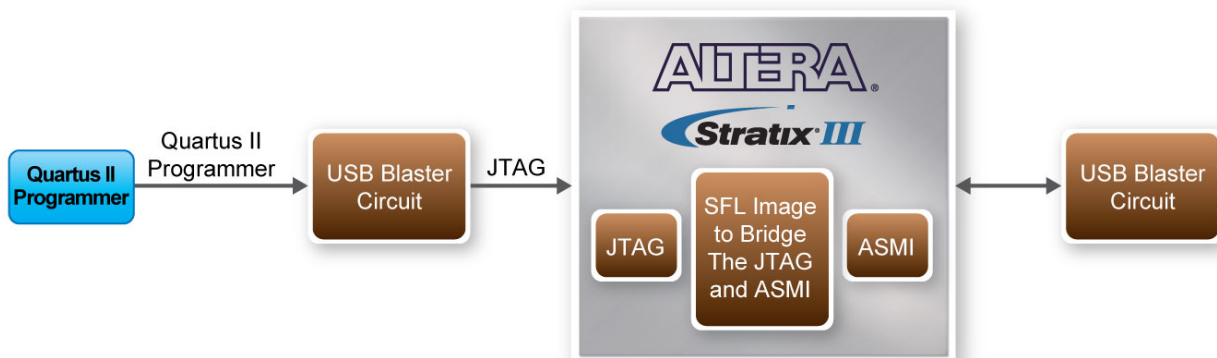 Quartus II
Programmer
Quartus II
Programmer
USB Blaster
Circuit
JTAG
ALTERA®
Stratix® III
JTAG
SFL Image
to Bridge
The JTAG
and ASMI
ASMI
USB Blaster
Circuit